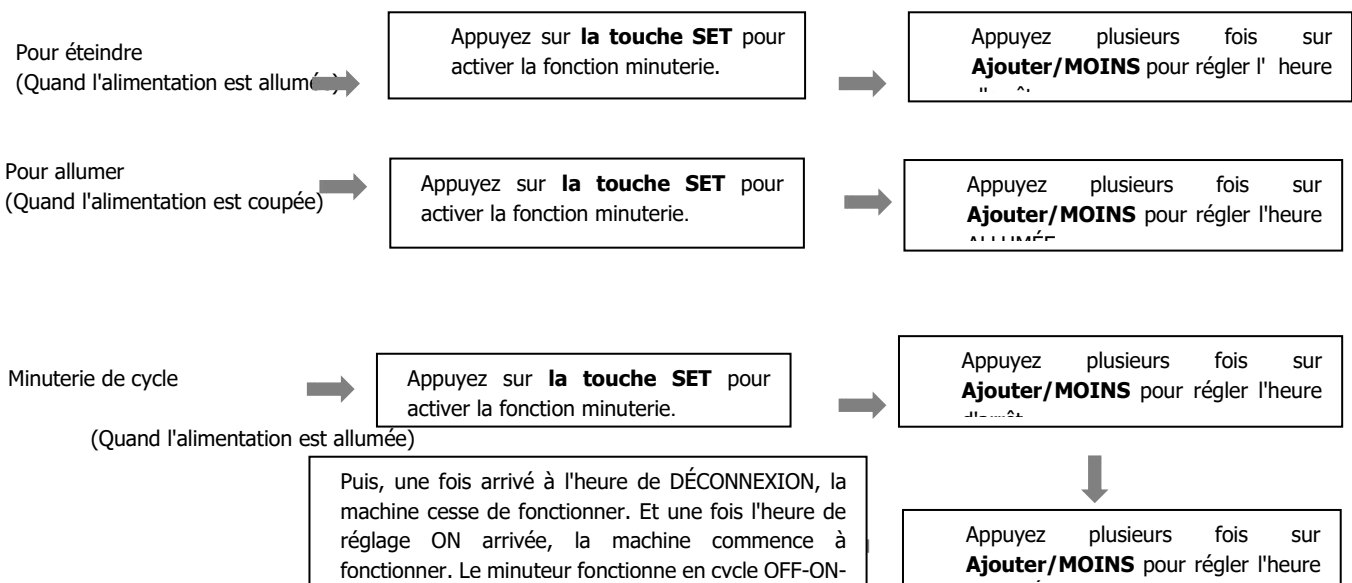 Pour éteindre
(Quand l'alimentation est allumée)
Appuyez sur la touche SET pour
activer la fonction minuterie.
Appuyez plusieurs fois sur
Ajouter/MOINS pour régler l' heure
Pour allumer
(Quand l'alimentation est coupée)
Appuyez sur la touche SET pour
activer la fonction minuterie.
Appuyez plusieurs fois sur
Ajouter/MOINS pour régler l'heure
Minuterie de cycle
(Quand l'alimentation est allumée)
Appuyez sur la touche SET pour
activer la fonction minuterie.
Appuyez plusieurs fois sur
Ajouter/MOINS pour régler l'heure
Puis, une fois arrivé à l'heure de DÉCONNEXION, la
machine cesse de fonctionner. Et une fois l'heure de
réglage ON arrivée, la machine commence à
fonctionner. Le minuteur fonctionne en cycle OFF-ON-
Appuyez plusieurs fois sur
Ajouter/MOINS pour régler l'heure